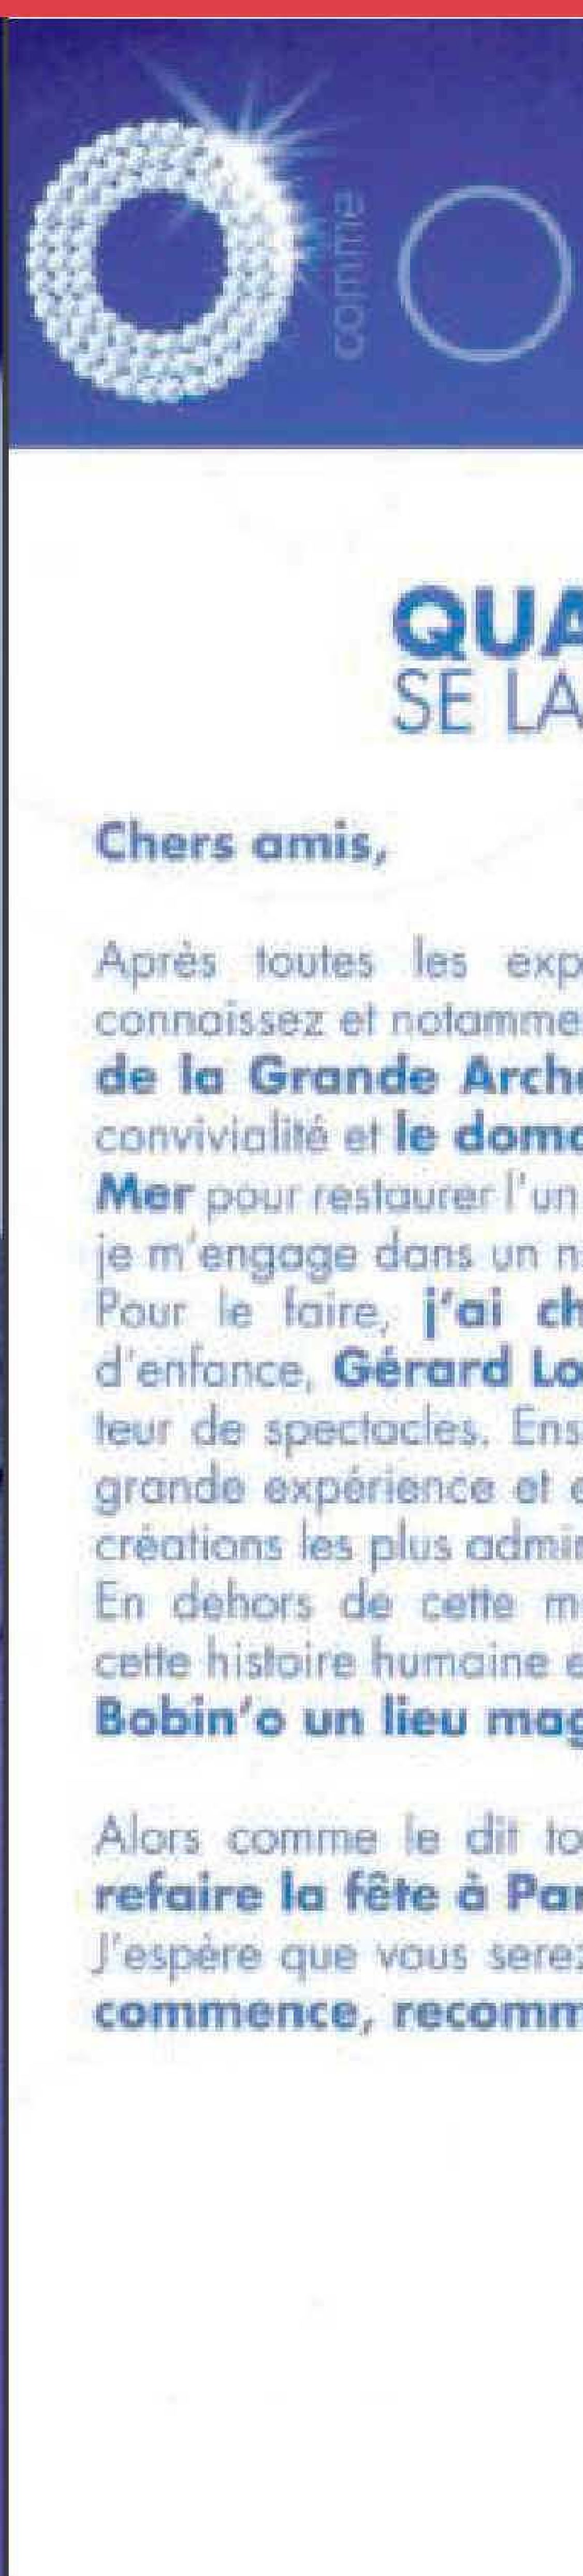 comme
QUA
SE LA
Chers amis,
Après toutes les exp
connaissez et notamme
de la Grande Arche
convivialité et le doma
Mer pour restaurer l'un
je m'engage dans un n
Pour le faire, j'ai ch
d'enfance, Gérard Lo
teur de spectacles. Ens
grande expérience et
créations les plus admir
En dehors de cette m
cette histoire humaine e
Bobin'o un lieu mag
Alors comme le dit to
refaire la fête à Par
J'espère que vous serez
commence, recomm